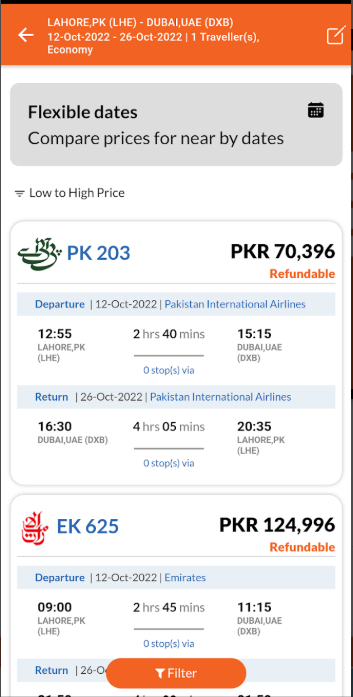 LAHORE,PK (LHE) - DUBAI,UAE (DXB)
12-Oct-2022 - 26-Oct-2022 | 1 Traveller(s),
Economy
Flexible dates
Compare prices for near by dates
Low to High Price
PK 203
PKR 70,396
Refundable
Departure | 12-Oct-2022 | Pakistan International Airlines
12:55 2 hrs 40 mins 15:15
LAHORE,PK DUBAI,UAE
(LHE) (DXB)
0 stop(s) via
Return | 26-Oct-2022 | Pakistan International Airlines
16:30 4 hrs 05 mins 20:35
DUBAI,UAE (DXB) LAHORE,PK
(LHE)
0 stop(s) via
EK 625
PKR 124,996
Refundable
Departure | 12-Oct-2022 | Emirates
09:00 2 hrs 45 mins 11:15
LAHORE,PK DUBAI,UAE
(LHE) (DXB)
0 stop(s) via
Return | 26-O
Filter